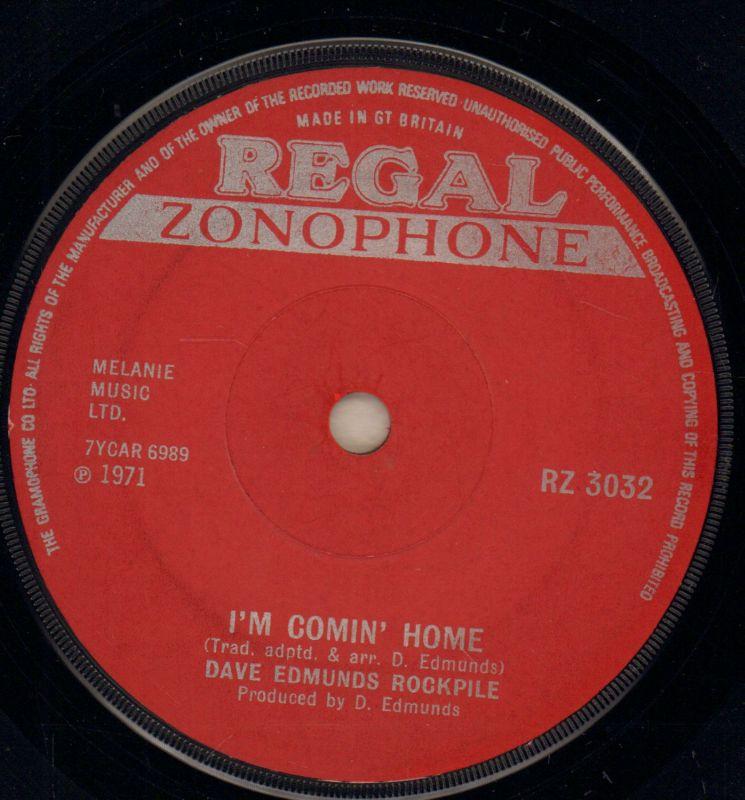 THE GRAMOPHONE CO LTD · ALL RIGHTS OF THE MANUFACTURER AND OF THE OWNER OF THE RECORDED WORK RESERVED · UNAUTHORISED PUBLIC PERFORMANCE BROADCASTING AND COPYING OF THIS RECORD PROHIBITED
MADE IN GT BRITAIN
REGAL
ZONOPHONE
MELANIE
MUSIC
LTD.
7YCAR 6989
Ⓟ 1971
RZ 3032
I'M COMIN' HOME
(Trad. adptd. & arr. D. Edmunds)
DAVE EDMUNDS ROCKPILE
Produced by D. Edmunds